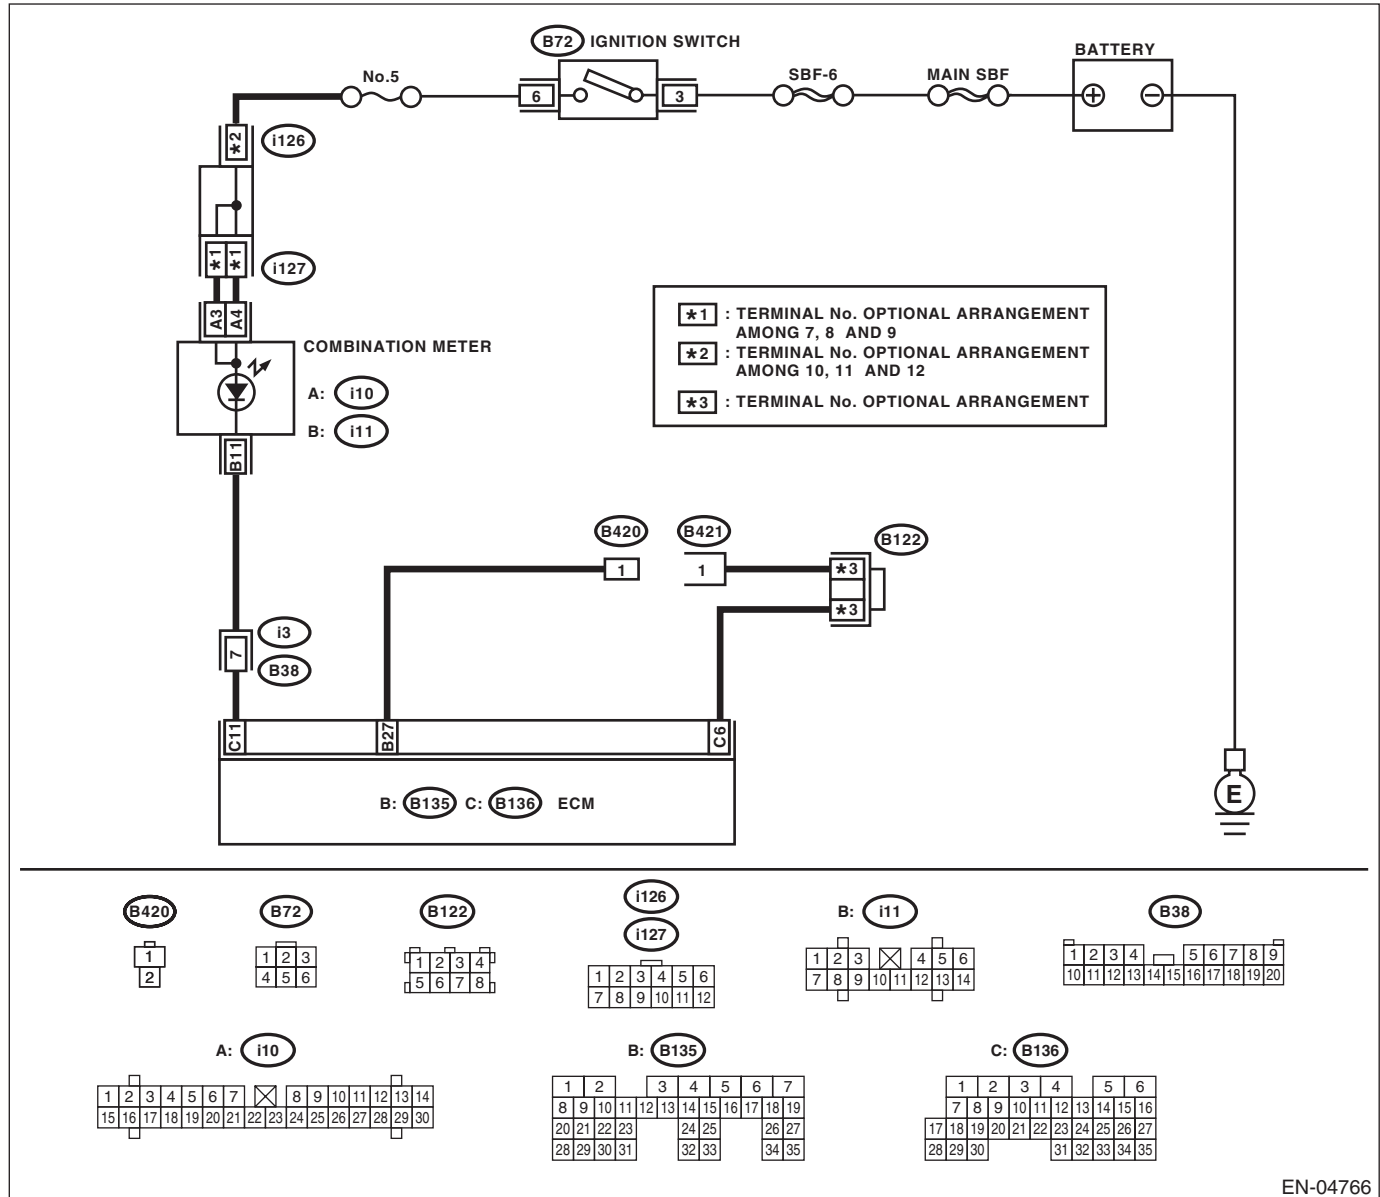 B72 IGNITION SWITCH
BATTERY
No.5
SBF-6
MAIN SBF
6
3
*2
i126
*1 *1
i127
A3 A4
COMBINATION METER
A: i10
B: i11
B11
*1 : TERMINAL No. OPTIONAL ARRANGEMENT
AMONG 7, 8 AND 9
*2 : TERMINAL No. OPTIONAL ARRANGEMENT
AMONG 10, 11 AND 12
*3 : TERMINAL No. OPTIONAL ARRANGEMENT
B420
B421
B122
1
1
*3
*3
i3
7
B38
C11
B27
C6
B: B135 C: B136 ECM
E
B420
1
2
B72
1 2 3
4 5 6
B122
1 2 3 4
5 6 7 8
i126
i127
1 2 3 4 5 6
7 8 9 10 11 12
B: i11
1 2 3 4 5 6
7 8 9 10 11 12 13 14
B38
1 2 3 4 5 6 7 8 9
10 11 12 13 14 15 16 17 18 19 20
A: i10
1 2 3 4 5 6 7 8 9 10 11 12 13 14
15 16 17 18 19 20 21 22 23 24 25 26 27 28 29 30
B: B135
1 2 3 4 5 6 7
8 9 10 11 12 13 14 15 16 17 18 19
20 21 22 23 24 25 26 27
28 29 30 31 32 33 34 35
C: B136
1 2 3 4 5 6
7 8 9 10 11 12 13 14 15 16
17 18 19 20 21 22 23 24 25 26 27
28 29 30 31 32 33 34 35
EN-04766